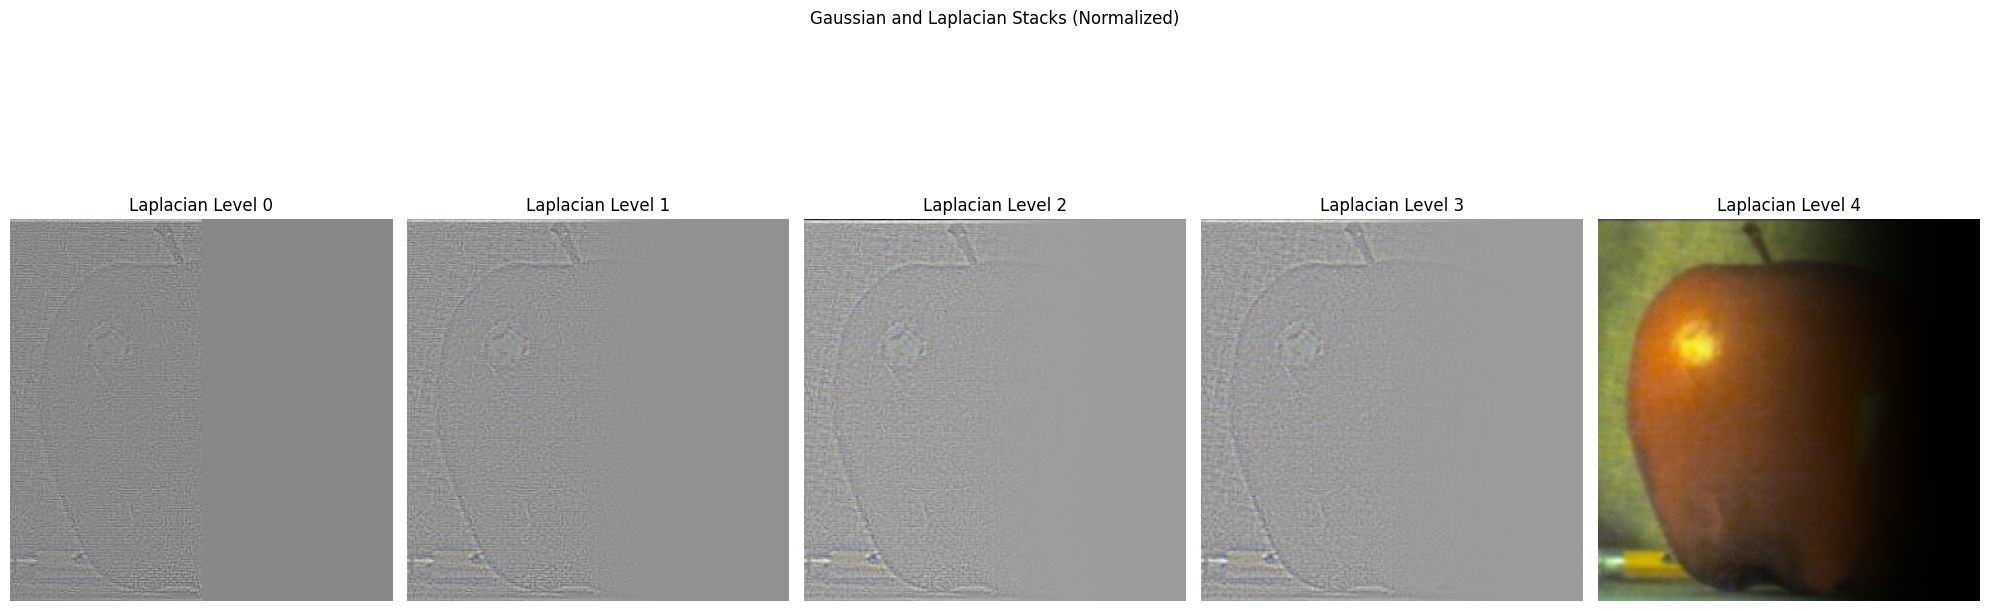 Gaussian and Laplacian Stacks (Normalized)
Laplacian Level 0
Laplacian Level 1
Laplacian Level 2
Laplacian Level 3
Laplacian Level 4